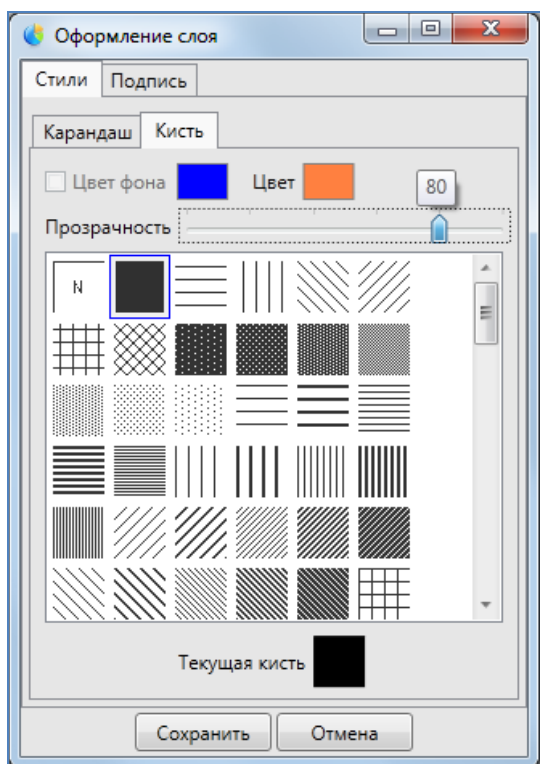 Оформление слоя
Стили Подпись
Карандаш Кисть
Цвет фона Цвет 80
Прозрачность
N
Текущая кисть
Сохранить Отмена